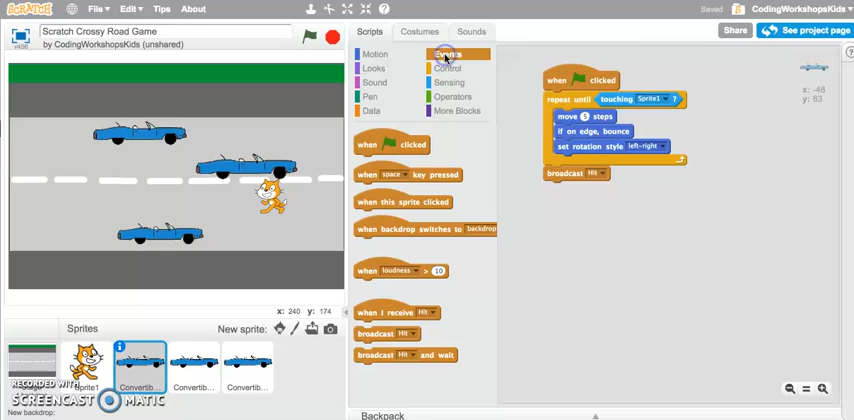 SCRATCH File Edit Tips About Saved CodingWorkshopsKids
Scratch Crossy Road Game
by CodingWorkshopsKids (unshared)
v456
Scripts Costumes Sounds
Share See project page
Motion Events
Looks Control
Sound Sensing
Pen Operators
Data More Blocks
when clicked
when space key pressed
when this sprite clicked
when backdrop switches to backdrop
when loudness > 10
when I receive Hit
broadcast Hit
broadcast Hit and wait
when clicked
repeat until touching Sprite1 ?
move 5 steps
if on edge, bounce
set rotation style left-right
broadcast Hit
x: -48
y: 63
x: 240 y: 174
Sprites New sprite:
Sprite1 Convertib... Convertib... Convertib...
RECORDED WITH
SCREENCAST MATIC
New backdrop:
Backpack